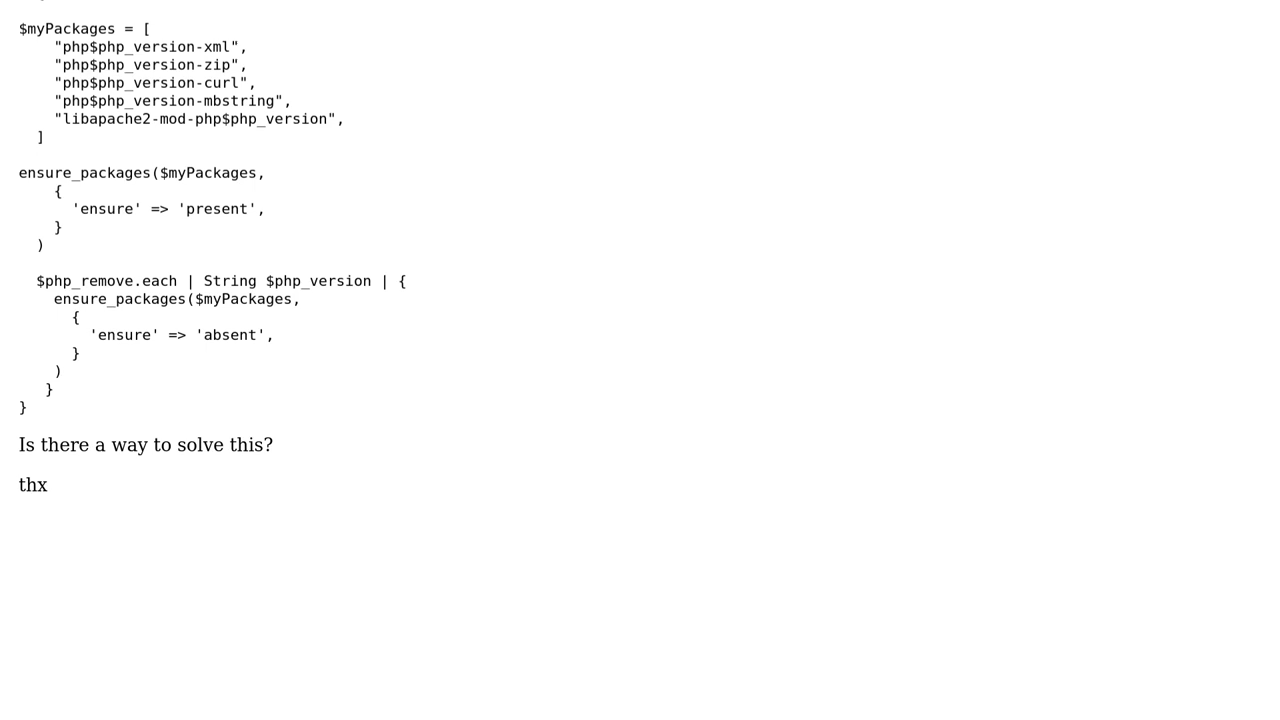 $myPackages = [
    "php$php_version-xml",
    "php$php_version-zip",
    "php$php_version-curl",
    "php$php_version-mbstring",
    "libapache2-mod-php$php_version",
  ]

ensure_packages($myPackages,
    {
      'ensure' => 'present',
    }
  )

  $php_remove.each | String $php_version | {
    ensure_packages($myPackages,
      {
        'ensure' => 'absent',
      }
    )
   }
}
Is there a way to solve this?
thx